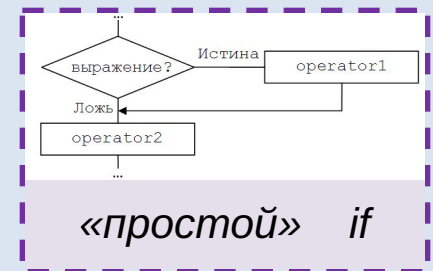 ...
Истина
выражение?
operator1
Ложь
operator2
...
«простой» if